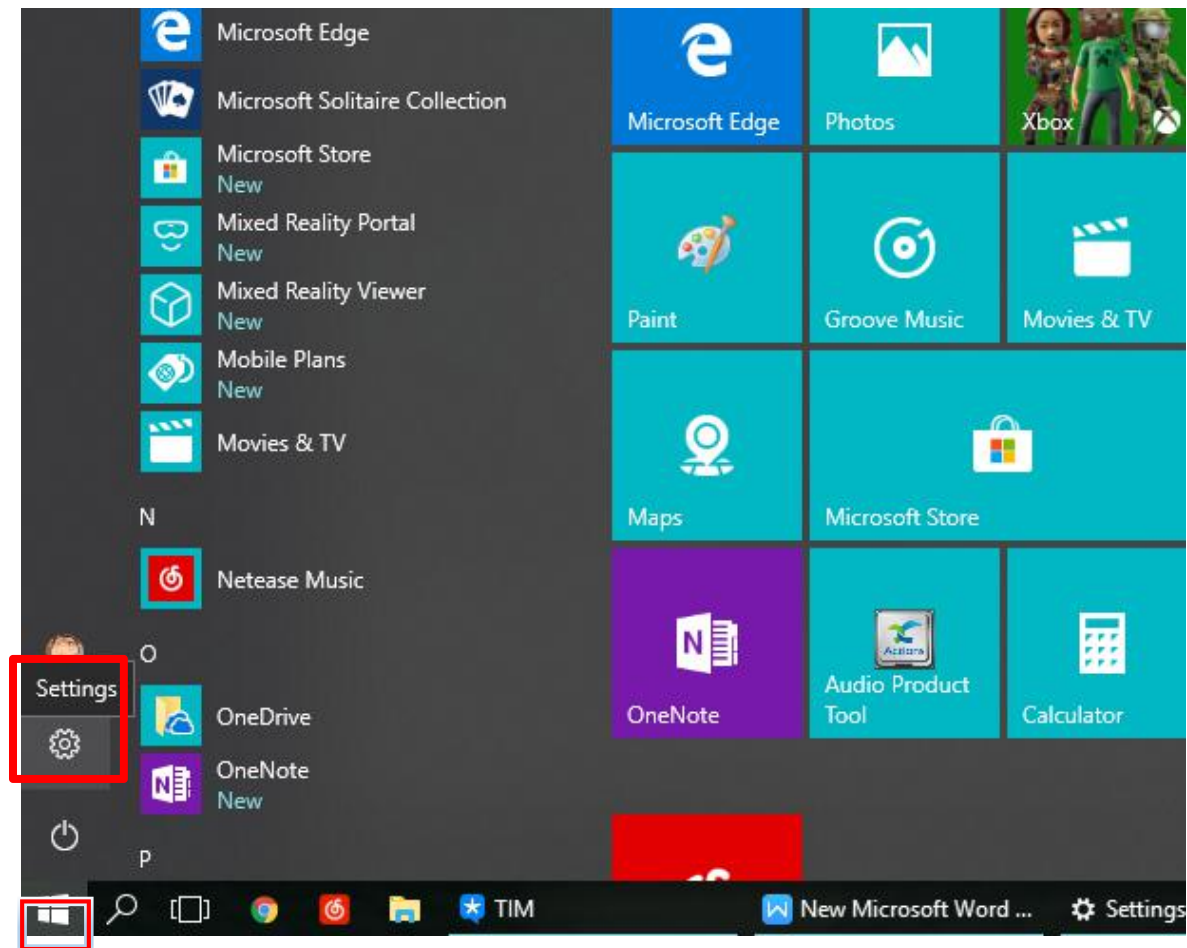 Microsoft Edge
Microsoft Solitaire Collection
Microsoft Store
New
Mixed Reality Portal
New
Mixed Reality Viewer
New
Mobile Plans
New
Movies & TV
N
Netease Music
O
Settings
OneDrive
OneNote
New
P
Microsoft Edge
Photos
Xbox
Paint
Groove Music
Movies & TV
Maps
Microsoft Store
OneNote
Actions
Audio Product
Tool
Calculator
TIM
New Microsoft Word ...
Settings